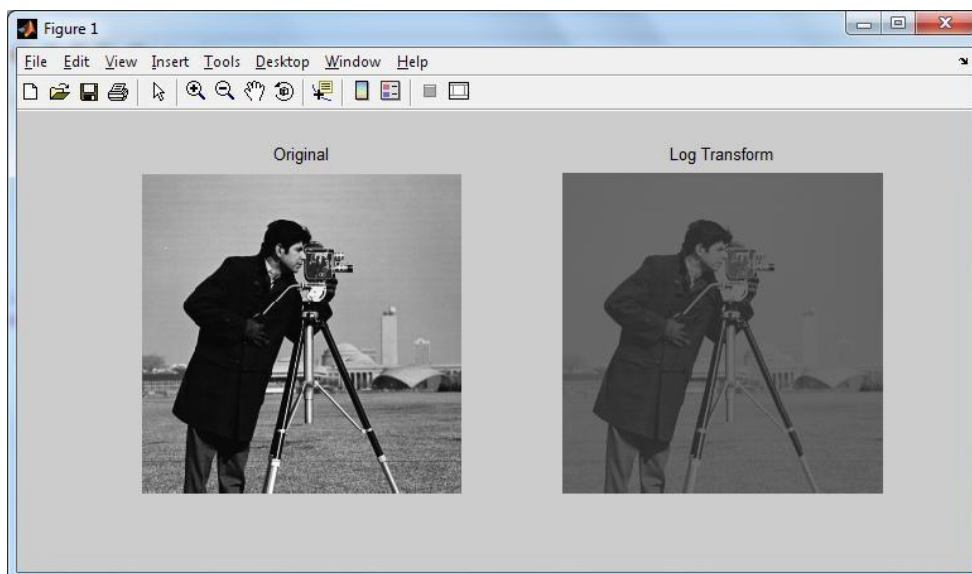 Figure 1
File Edit View Insert Tools Desktop Window Help
Original
Log Transform